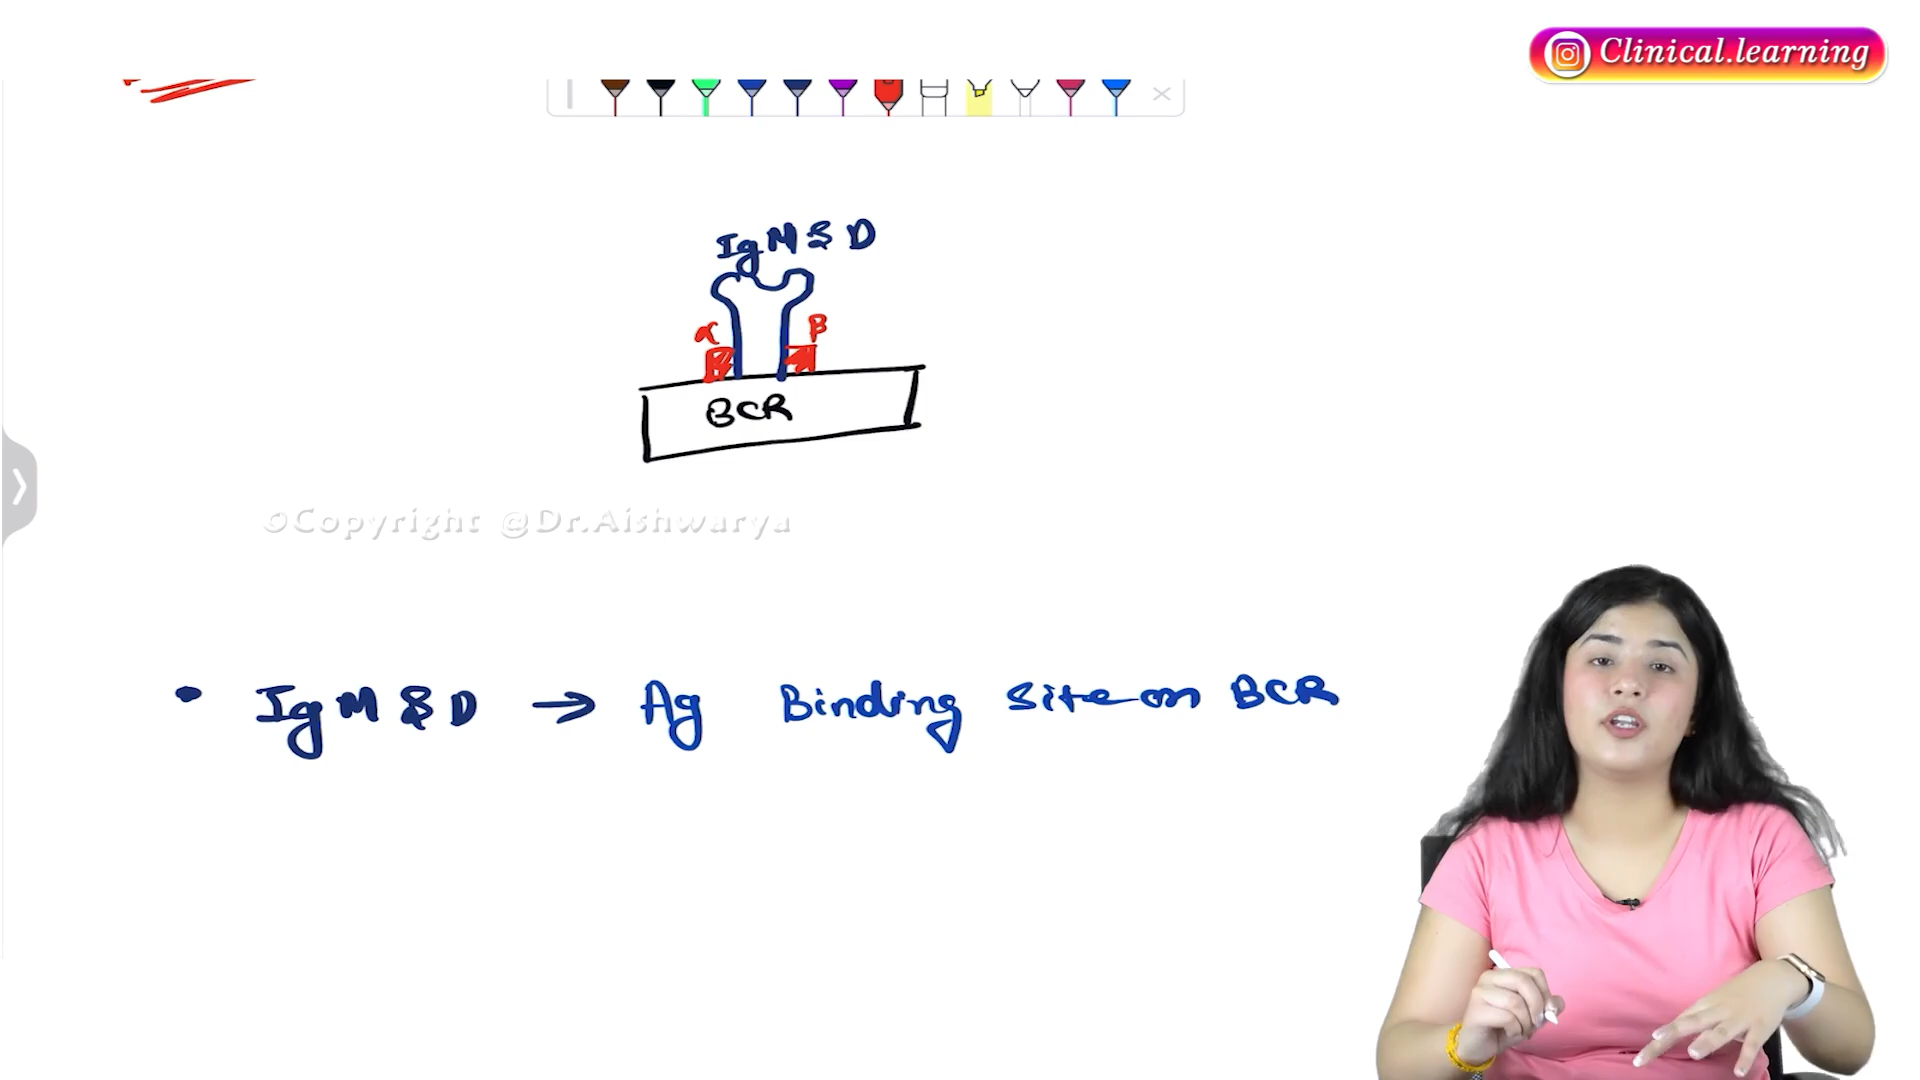 Clinical.learning
IgM & D
α β
BCR
©Copyright @Dr.Aishwarya
• IgM & D → Ag Binding Site on BCR